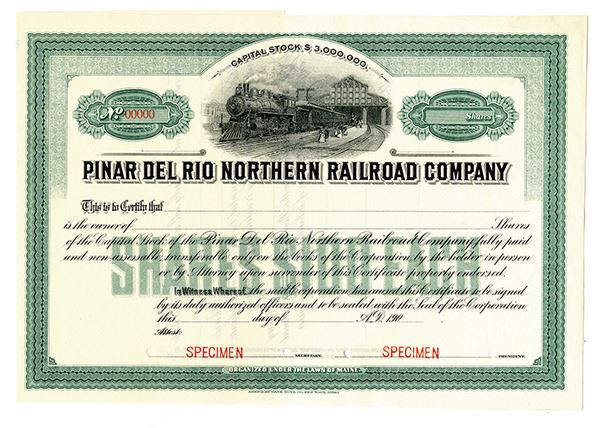 CAPITAL STOCK $ 3,000,000.
No. 00000
Shares
PINAR DEL RIO NORTHERN RAILROAD COMPANY
This is to Certify that
is the owner of Shares
of the Capital Stock of the Pinar Del Rio Northern Railroad Company fully paid
and non-assessable, transferable only on the books of the Corporation by the holder in person
or by Attorney upon surrender of this Certificate properly endorsed.
In Witness Whereof, the said Corporation has caused this Certificate to be signed
by its duly authorized officers and to be sealed with the Seal of the Corporation
this day of A.D. 190
Attest:
SPECIMEN SECRETARY. SPECIMEN PRESIDENT.
ORGANIZED UNDER THE LAWS OF MAINE.